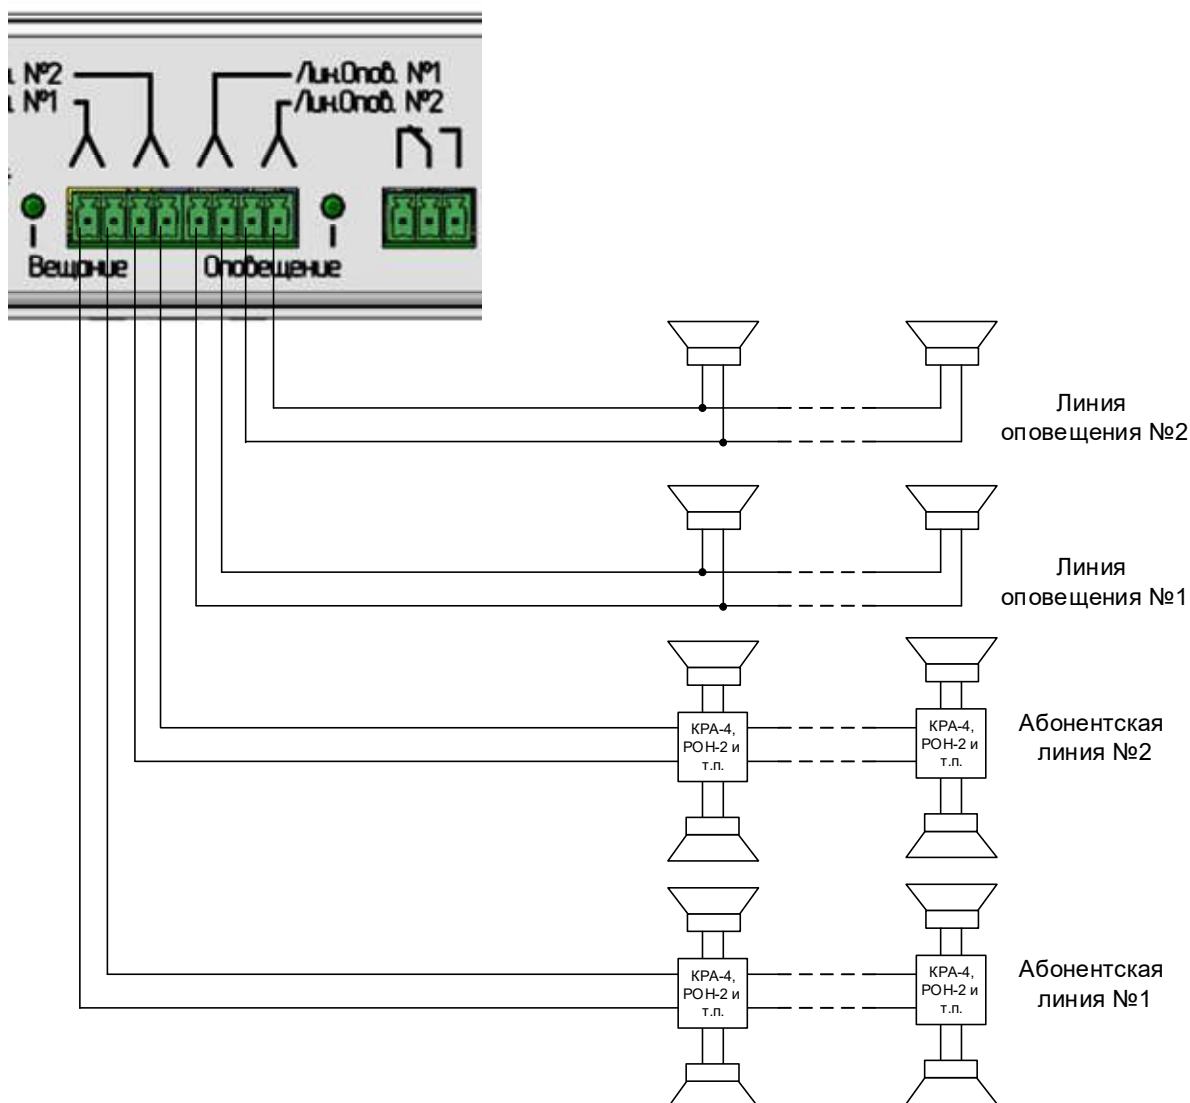 №2
/Лин.Опов. №1
№1
/Лин.Опов. №2
Вещание
Оповещение
Линия
оповещения №2
Линия
оповещения №1
КРА-4,
РОН-2 и
т.п.
КРА-4,
РОН-2 и
т.п.
Абонентская
линия №2
КРА-4,
РОН-2 и
т.п.
КРА-4,
РОН-2 и
т.п.
Абонентская
линия №1